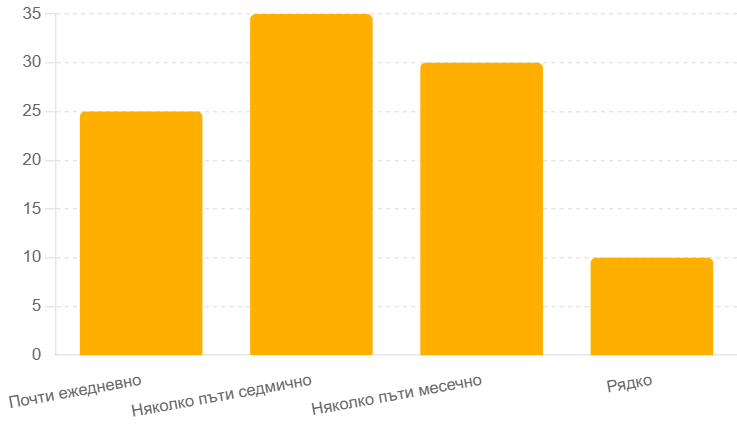 35
30
25
20
15
10
5
0
Почти ежедневно
Няколко пъти седмично
Няколко пъти месечно
Рядко